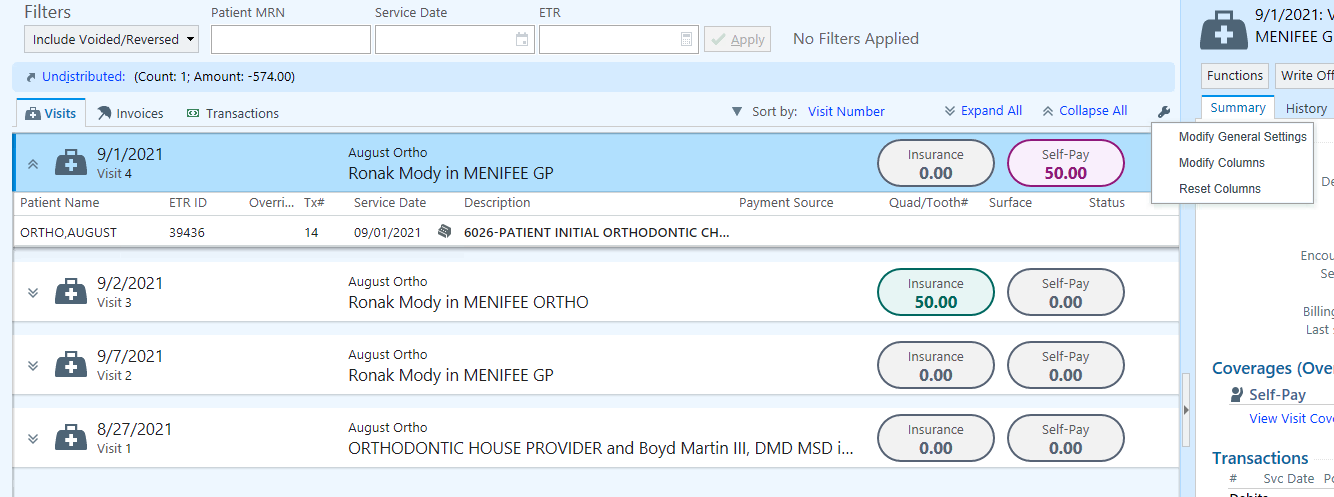 Filters
Patient MRN
Service Date
ETR
Include Voided/Reversed
Apply
No Filters Applied
Undistributed: (Count: 1; Amount: -574.00)
Visits
Invoices
Transactions
Sort by: Visit Number
Expand All
Collapse All
9/1/2021
Visit 4
August Ortho
Ronak Mody in MENIFEE GP
Insurance
0.00
Self-Pay
50.00
Patient Name ETR ID Overri... Tx# Service Date Description Payment Source Quad/Tooth# Surface Status
ORTHO,AUGUST 39436 14 09/01/2021 6026-PATIENT INITIAL ORTHODONTIC CH...
9/2/2021
Visit 3
August Ortho
Ronak Mody in MENIFEE ORTHO
Insurance
50.00
Self-Pay
0.00
9/7/2021
Visit 2
August Ortho
Ronak Mody in MENIFEE GP
Insurance
0.00
Self-Pay
0.00
8/27/2021
Visit 1
August Ortho
ORTHODONTIC HOUSE PROVIDER and Boyd Martin III, DMD MSD i...
Insurance
0.00
Self-Pay
0.00
9/1/2021: V
MENIFEE G
Functions
Write Off
Summary
History
Modify General Settings
Modify Columns
Reset Columns
De
Encou
Se
Billing
Last
Coverages (Over
Self-Pay
View Visit Cove
Transactions
# Svc Date Po